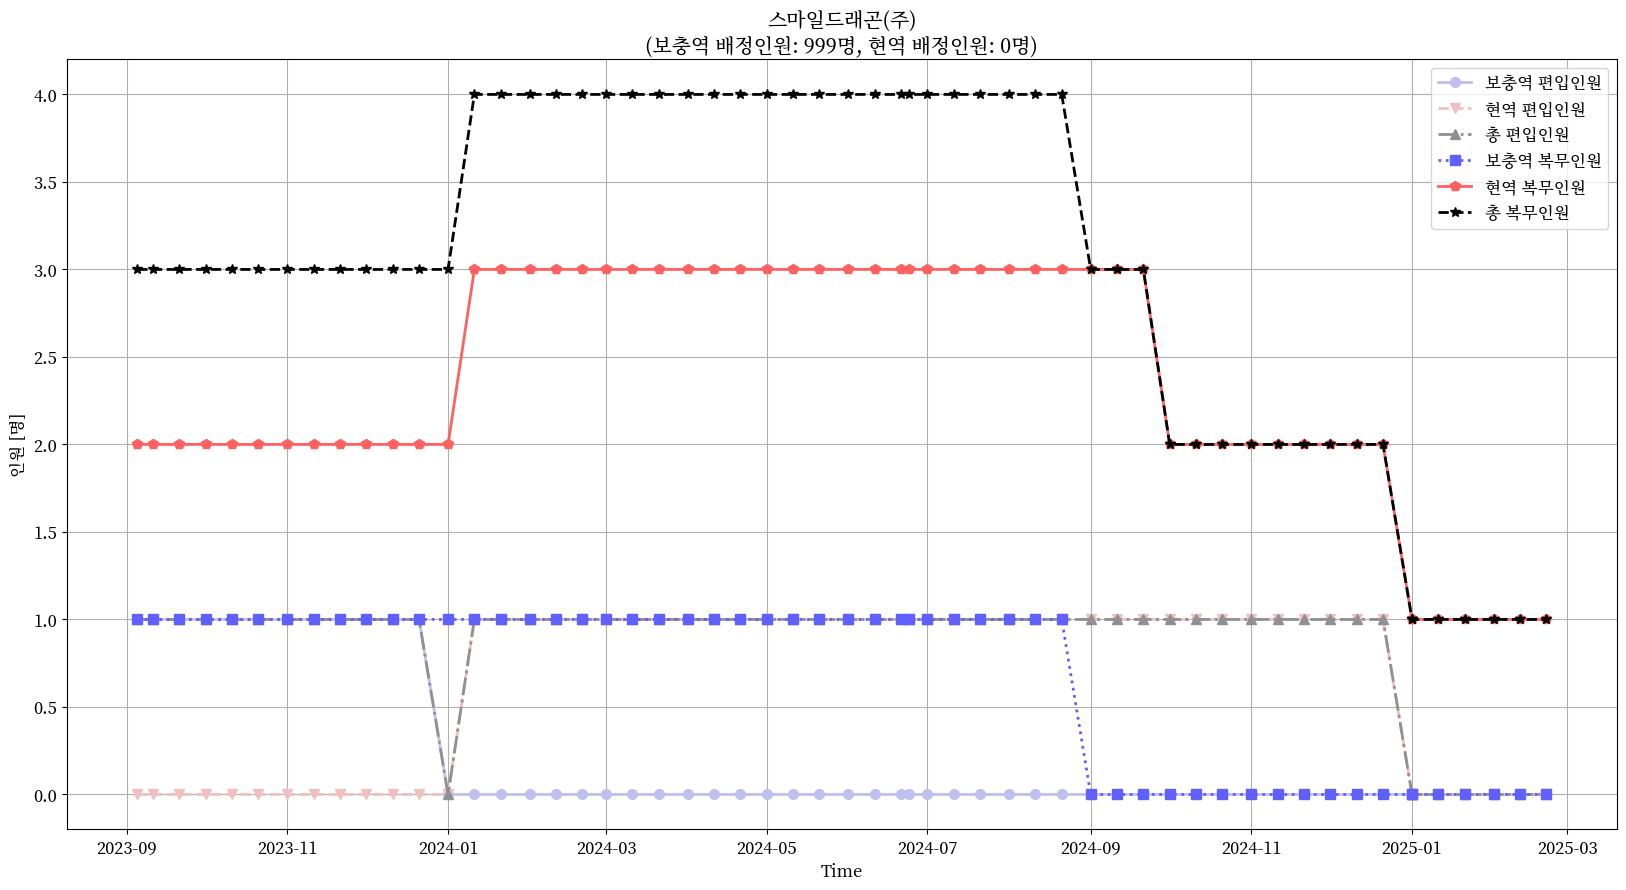 스마일드래곤(주)
(보충역 배정인원: 999명, 현역 배정인원: 0명)
보충역 편입인원
현역 편입인원
총 편입인원
보충역 복무인원
현역 복무인원
총 복무인원
인원 [명]
4.0
3.5
3.0
2.5
2.0
1.5
1.0
0.5
0.0
2023-09 2023-11 2024-01 2024-03 2024-05 2024-07 2024-09 2024-11 2025-01 2025-03
Time